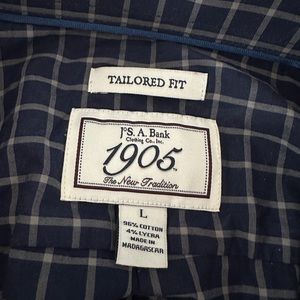 TAILORED FIT
JoS. A. Bank
Clothing Co., Inc.
1905
The New Tradition
L
96% COTTON
4% LYCRA
MADE IN
MADAGASCAR